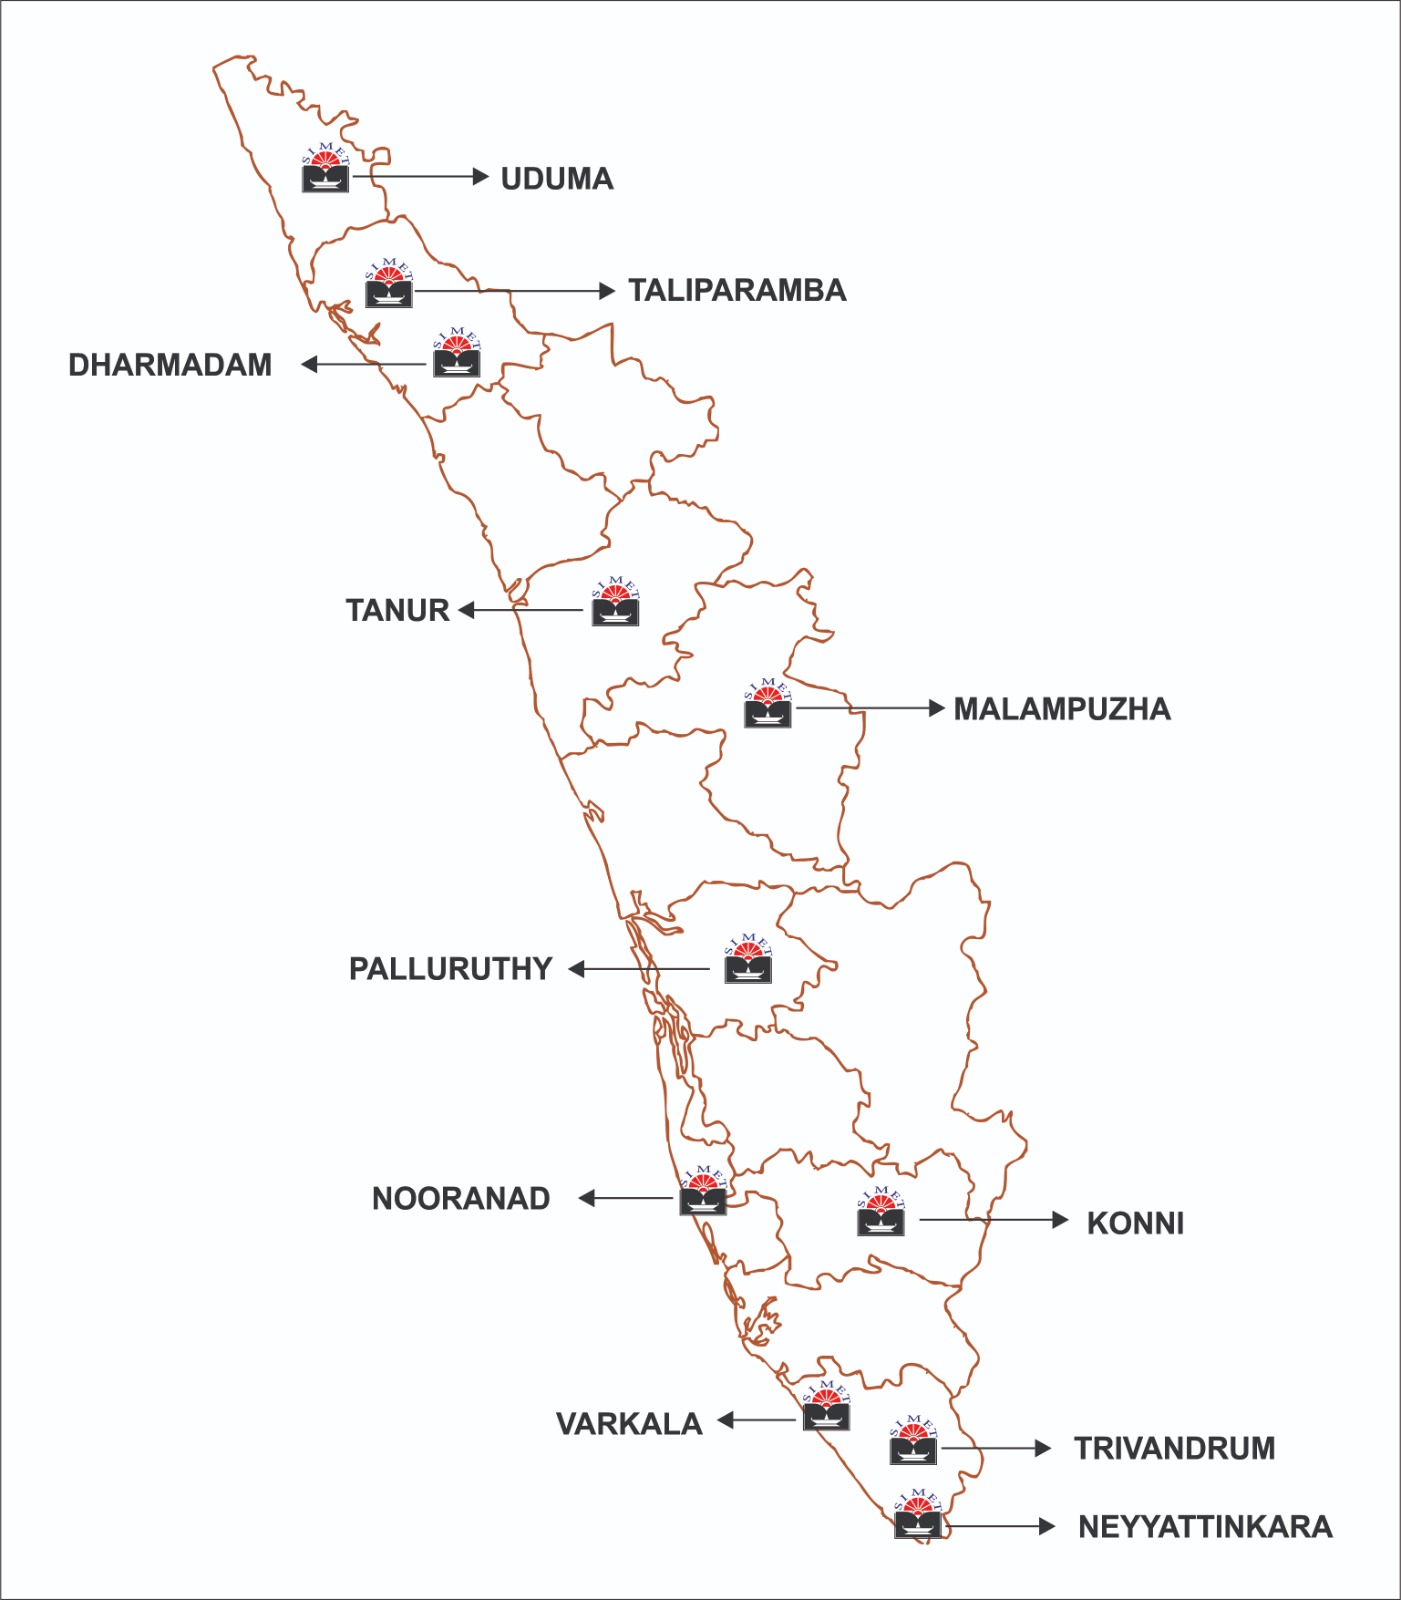 SIMET
UDUMA
SIMET
TALIPARAMBA
SIMET
DHARMADAM
SIMET
TANUR
SIMET
MALAMPUZHA
SIMET
PALLURUTHY
SIMET
NOORANAD
SIMET
KONNI
SIMET
VARKALA
SIMET
TRIVANDRUM
SIMET
NEYYATTINKARA